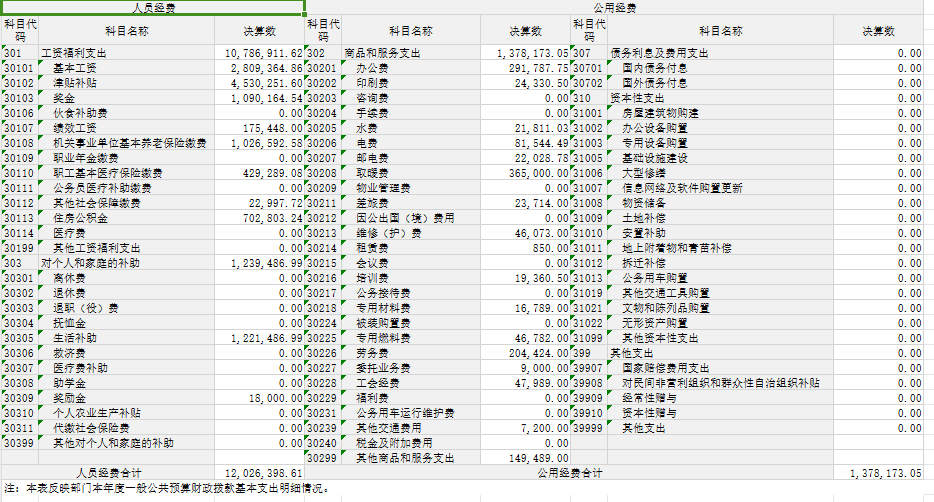 人员经费 公用经费
科目代码 科目名称 决算数 科目代码 科目名称 决算数 科目代码 科目名称 决算数
301 工资福利支出 10,786,911.62 302 商品和服务支出 1,378,173.05 307 债务利息及费用支出 0.00
30101 基本工资 2,809,364.86 30201 办公费 291,787.75 30701 国内债务付息 0.00
30102 津贴补贴 4,530,251.60 30202 印刷费 24,330.50 30702 国外债务付息 0.00
30103 奖金 1,090,164.54 30203 咨询费 0.00 310 资本性支出 0.00
30106 伙食补助费 0.00 30204 手续费 0.00 31001 房屋建筑物购建 0.00
30107 绩效工资 175,448.00 30205 水费 21,811.03 31002 办公设备购置 0.00
30108 机关事业单位基本养老保险缴费 1,026,592.58 30206 电费 81,544.49 31003 专用设备购置 0.00
30109 职业年金缴费 0.00 30207 邮电费 22,028.78 31005 基础设施建设 0.00
30110 职工基本医疗保险缴费 429,289.08 30208 取暖费 365,000.00 31006 大型修缮 0.00
30111 公务员医疗补助缴费 0.00 30209 物业管理费 0.00 31007 信息网络及软件购置更新 0.00
30112 其他社会保障缴费 22,997.72 30211 差旅费 23,714.00 31008 物资储备 0.00
30113 住房公积金 702,803.24 30212 因公出国（境）费用 0.00 31009 土地补偿 0.00
30114 医疗费 0.00 30213 维修（护）费 46,073.00 31010 安置补助 0.00
30199 其他工资福利支出 0.00 30214 租赁费 850.00 31011 地上附着物和青苗补偿 0.00
303 对个人和家庭的补助 1,239,486.99 30215 会议费 0.00 31012 拆迁补偿 0.00
30301 离休费 0.00 30216 培训费 19,360.50 31013 公务用车购置 0.00
30302 退休费 0.00 30217 公务接待费 0.00 31019 其他交通工具购置 0.00
30303 退职（役）费 0.00 30218 专用材料费 16,789.00 31021 文物和陈列品购置 0.00
30304 抚恤金 0.00 30224 被装购置费 0.00 31022 无形资产购置 0.00
30305 生活补助 1,221,486.99 30225 专用燃料费 46,782.00 31099 其他资本性支出 0.00
30306 救济费 0.00 30226 劳务费 204,424.00 399 其他支出 0.00
30307 医疗费补助 0.00 30227 委托业务费 9,000.00 39907 国家赔偿费用支出 0.00
30308 助学金 0.00 30228 工会经费 47,989.00 39908 对民间非营利组织和群众性自治组织补贴 0.00
30309 奖励金 18,000.00 30229 福利费 0.00 39909 经常性赠与 0.00
30310 个人农业生产补贴 0.00 30231 公务用车运行维护费 0.00 39910 资本性赠与 0.00
30311 代缴社会保险费 0.00 30239 其他交通费用 7,200.00 39999 其他支出 0.00
30399 其他对个人和家庭的补助 0.00 30240 税金及附加费用 0.00
30299 其他商品和服务支出 149,489.00
人员经费合计 12,026,398.61 公用经费合计 1,378,173.05
注：本表反映部门本年度一般公共预算财政拨款基本支出明细情况。